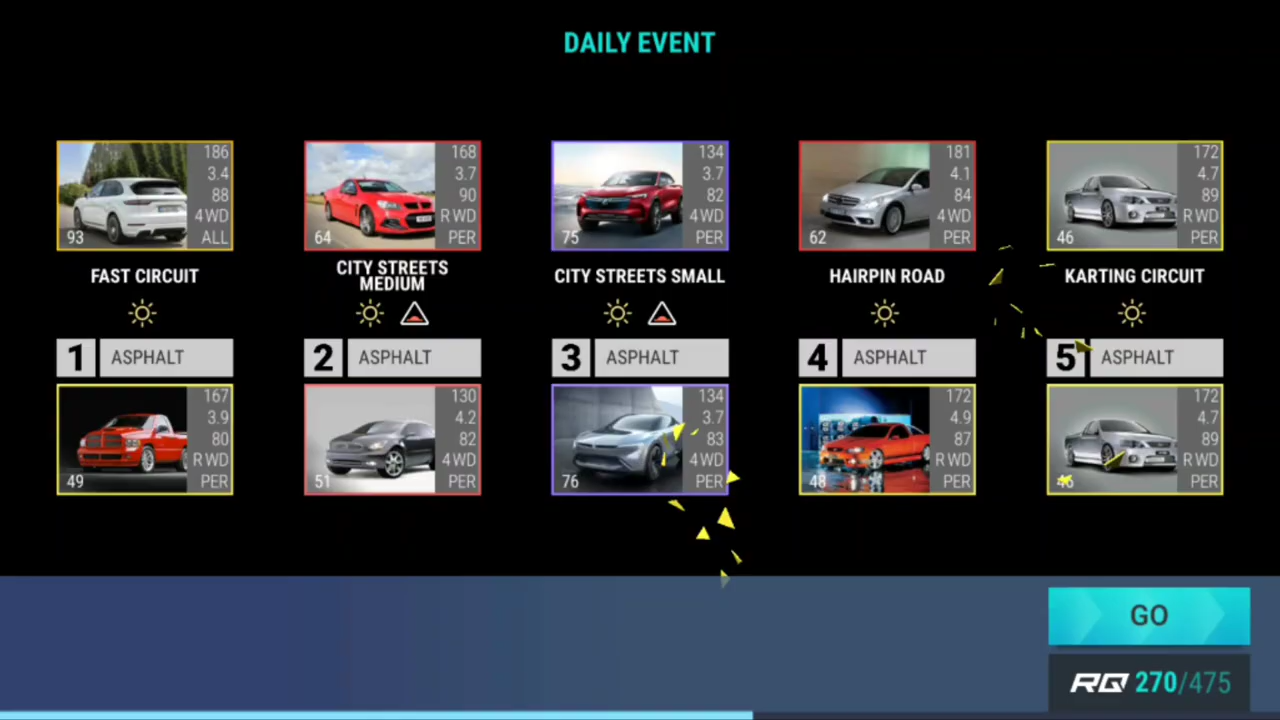 DAILY EVENT
186
3.4
88
4WD
ALL
93
168
3.7
90
RWD
PER
64
134
3.7
82
4WD
PER
75
181
4.1
84
4WD
PER
62
172
4.7
89
RWD
PER
46
FAST CIRCUIT
CITY STREETS
MEDIUM
CITY STREETS SMALL
HAIRPIN ROAD
KARTING CIRCUIT
1 ASPHALT
2 ASPHALT
3 ASPHALT
4 ASPHALT
5 ASPHALT
167
3.9
80
RWD
PER
49
130
4.2
82
4WD
PER
51
134
3.7
83
4WD
PER
76
172
4.9
87
RWD
PER
48
172
4.7
89
RWD
PER
46
GO
RQ 270/475